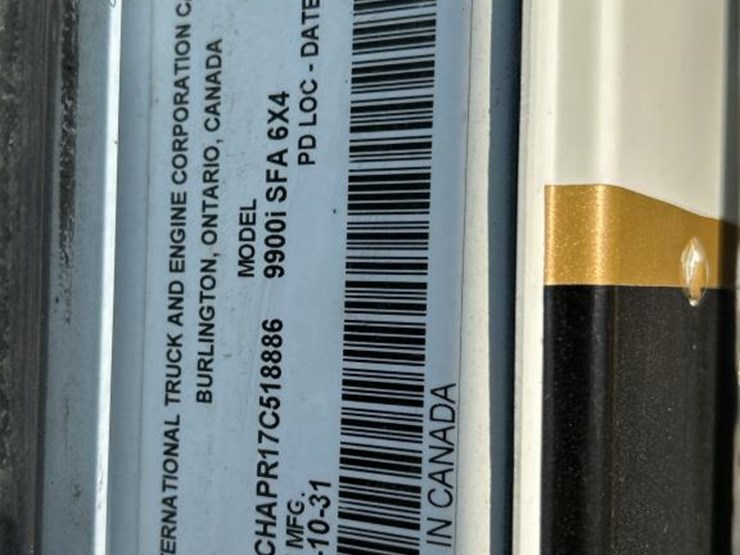 ERNATIONAL TRUCK AND ENGINE CORPORATION C
BURLINGTON, ONTARIO, CANADA
MODEL
CHAPR17C518886 9900i SFA 6X4
MFG. PD LOC - DATE
-10-31
IN CANADA